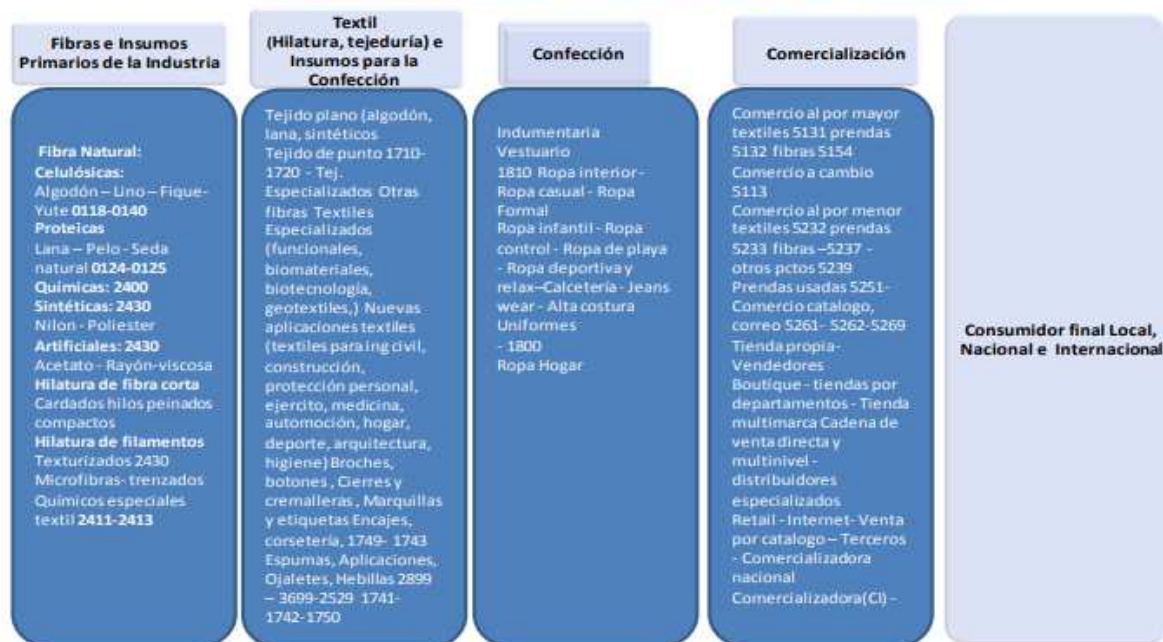 Fibras e Insumos
Primarios de la Industria
Fibra Natural:
Celulósicas:
Algodón – Lino – Fique-
Yute 0118-0140
Proteicas
Lana – Pelo - Seda
natural 0124-0125
Químicas: 2400
Sintéticas: 2430
Nilon - Poliester
Artificiales: 2430
Acetato - Rayón-viscosa
Hilatura de fibra corta
Cardados hilos peinados
compactos
Hilatura de filamentos
Texturizados 2430
Microfibras- trenzados
Químicos especiales
textil 2411-2413
Textil
(Hilatura, tejeduría) e
Insumos para la
Confección
Tejido plano (algodón,
lana, sintéticos
Tejido de punto 1710-
1720 - Tej.
Especializados Otras
fibras Textiles
Especializados
(funcionales,
biomateriales,
biotecnología,
geotextiles,) Nuevas
aplicaciones textiles
(textiles para ing civil,
construcción,
protección personal,
ejercito, medicina,
automoción, hogar,
deporte, arquitectura,
higiene) Broches,
botones , Cierres y
cremalleras , Marquillas
y etiquetas Encajes,
corsetería, 1749- 1743
Espumas, Aplicaciones,
Ojaletes, Hebillas 2899
– 3699-2529 1741-
1742-1750
Confección
Indumentaria
Vestuario
1810 Ropa interior -
Ropa casual - Ropa
Formal
Ropa infantil - Ropa
control - Ropa de playa
- Ropa deportiva y
relax–Calcetería - Jeans
wear - Alta costura
Uniformes
- 1800
Ropa Hogar
Comercialización
Comercio al por mayor
textiles 5131 prendas
5132 fibras 5154
Comercio a cambio
5113
Comercio al por menor
textiles 5232 prendas
5233 fibras –5237 -
otros pctos 5239
Prendas usadas 5251-
Comercio catalogo,
correo 5261- 5262-5269
Tienda propia-
Vendedores
Boutique - tiendas por
departamentos - Tienda
multimarca Cadena de
venta directa y
multinivel -
distribuidores
especializados
Retail - Internet- Venta
por catalogo – Terceros
- Comercializadora
nacional
Comercializadora(CI) -
Consumidor final Local,
Nacional e Internacional